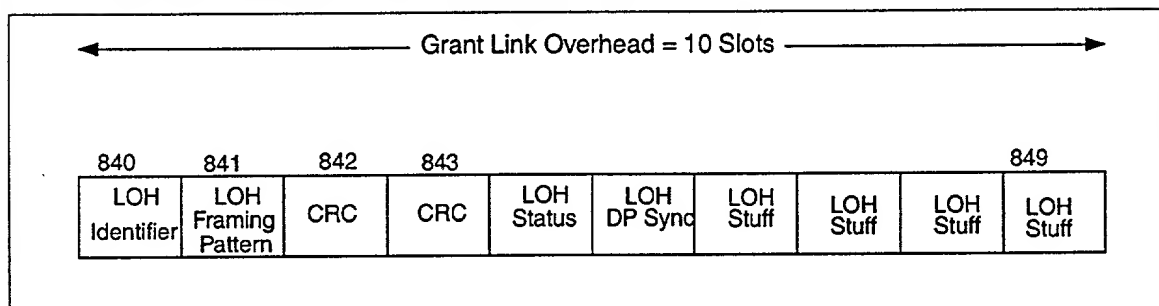 Grant Link Overhead = 10 Slots
840 841 842 843 849
LOH Identifier
LOH Framing Pattern
CRC
CRC
LOH Status
LOH DP Sync
LOH Stuff
LOH Stuff
LOH Stuff
LOH Stuff